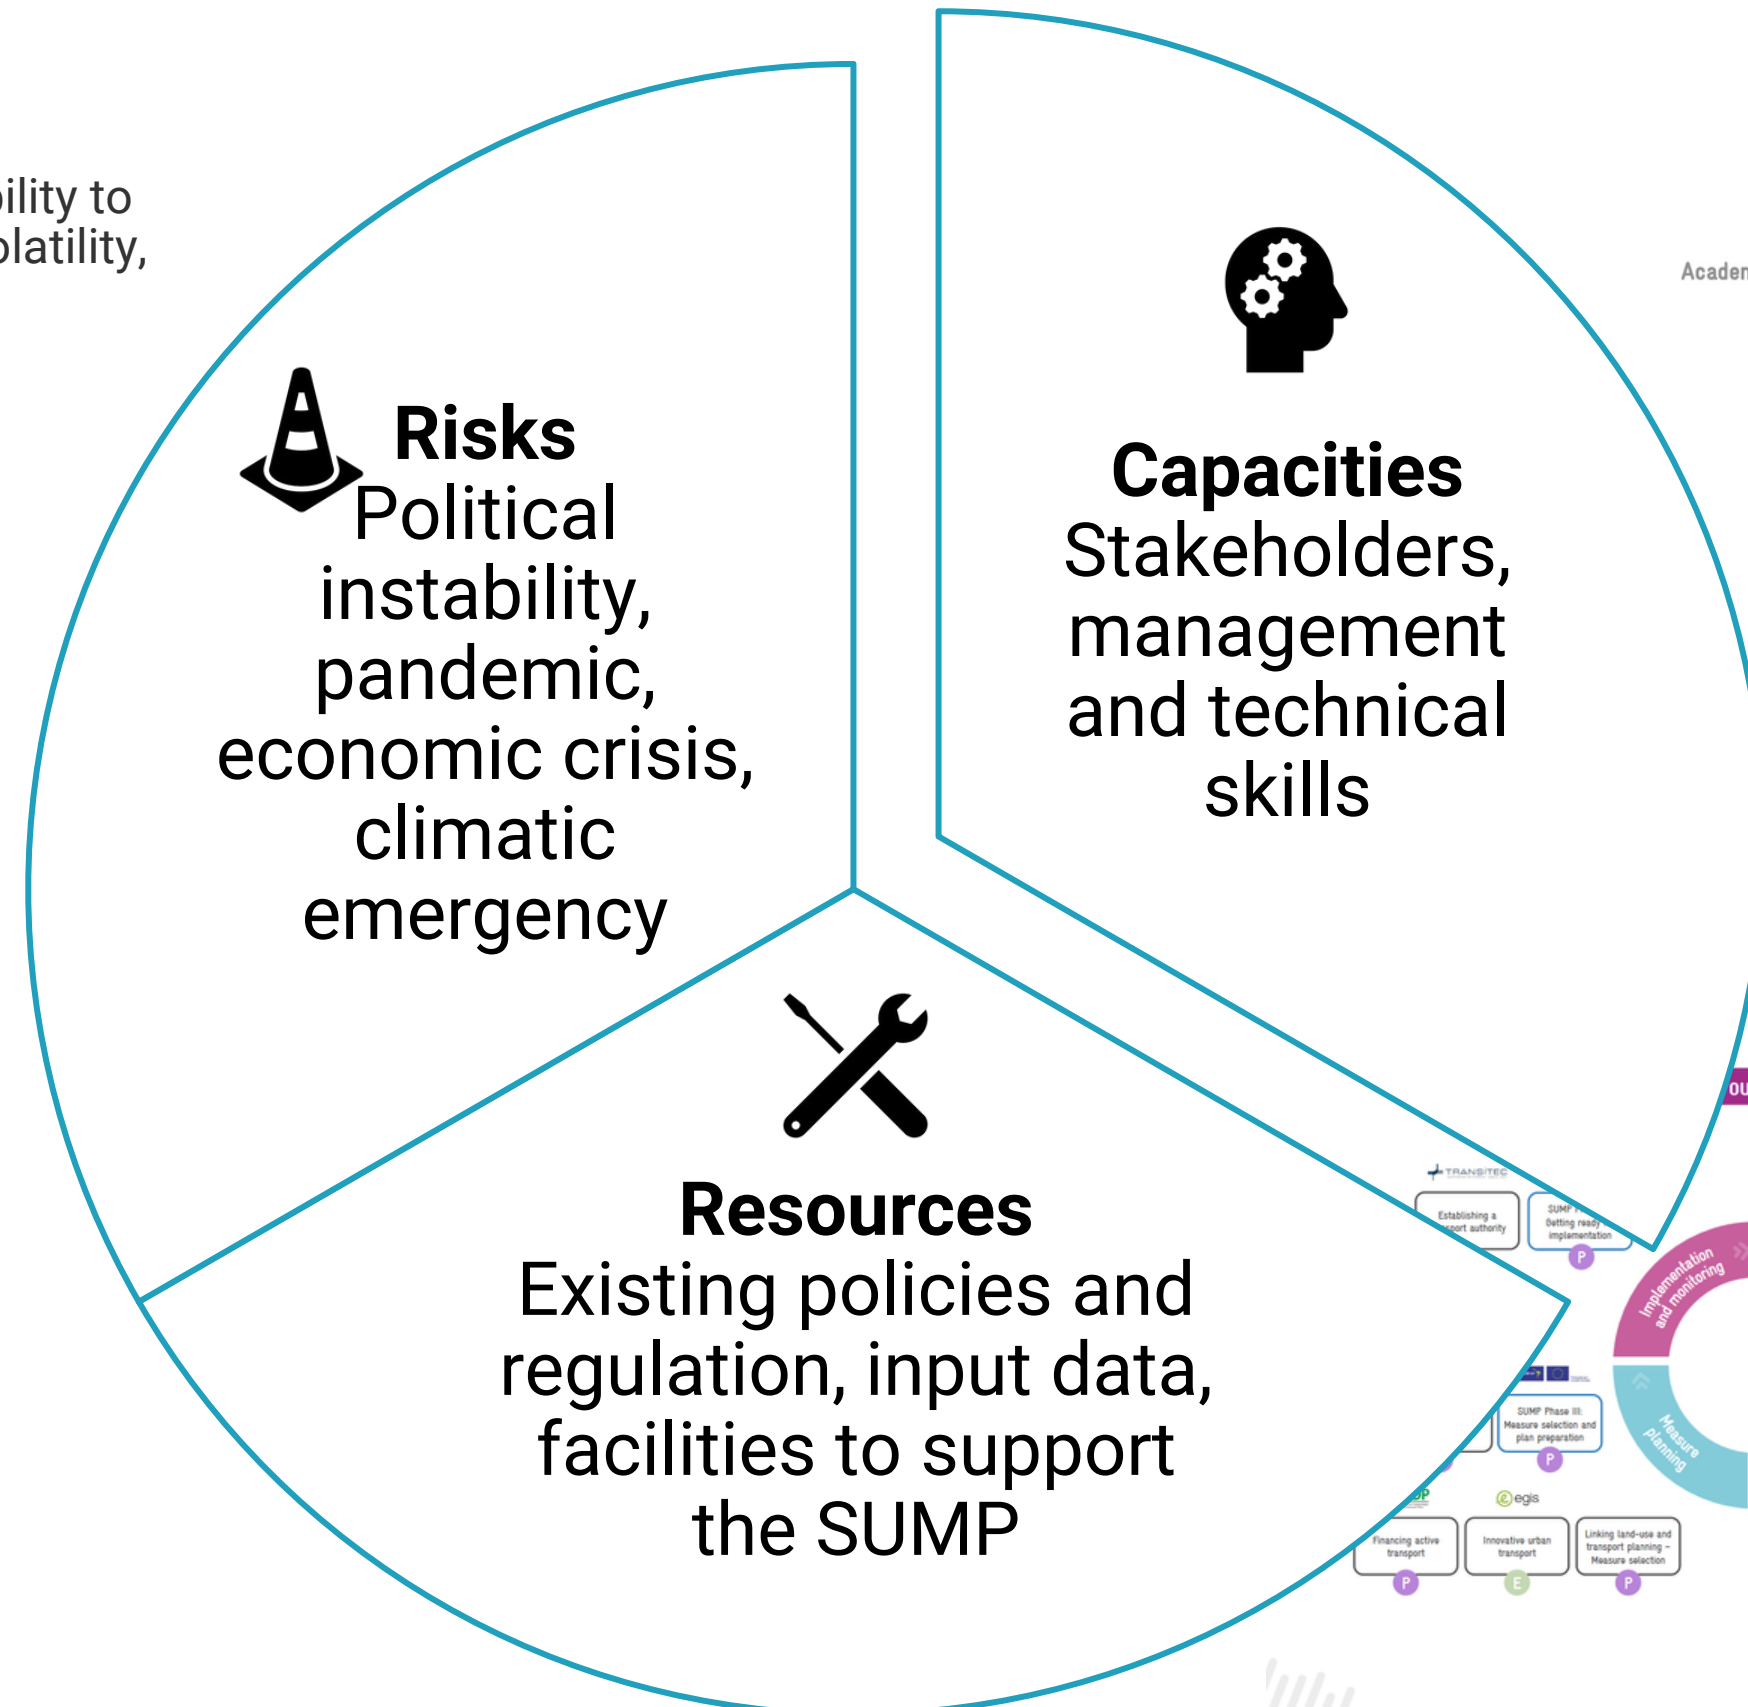 to
Risks
Political
instability,
pandemic,
economic crisis,
climatic
emergency
Capacities
Stakeholders,
management
and technical
skills
Resources
Existing policies and
regulation, input data,
facilities to support
the SUMP
TRANSITEC
Establishing a
authority
SUMP
Getting ready
implementation
P
Implementation
and monitoring
Measure
planning
SUMP Phase III:
Measure selection and
plan preparation
P
egis
Financing active
transport
P
Innovative urban
transport
E
Linking land-use and
transport planning –
Measure selection
P